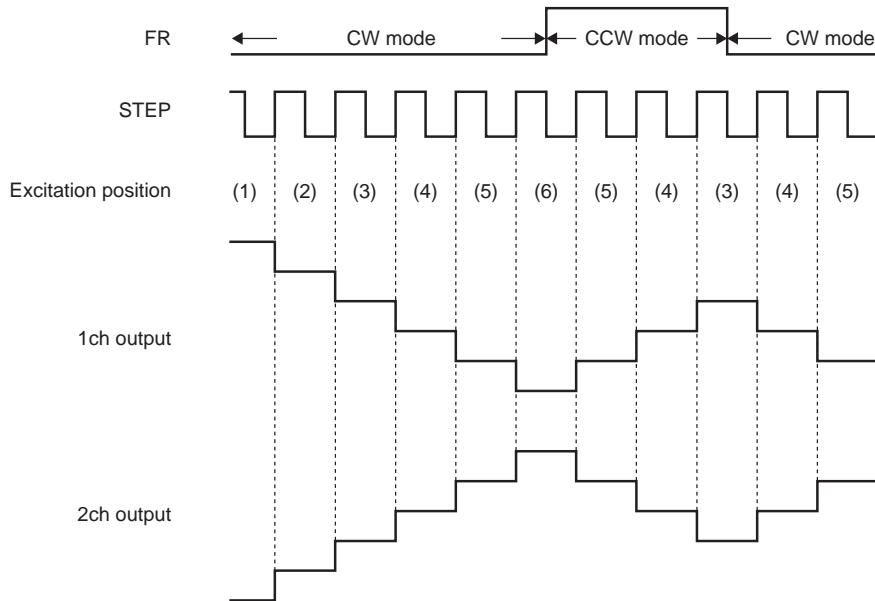 FR CW mode CCW mode CW mode
STEP
Excitation position (1) (2) (3) (4) (5) (6) (5) (4) (3) (4) (5)
1ch output
2ch output